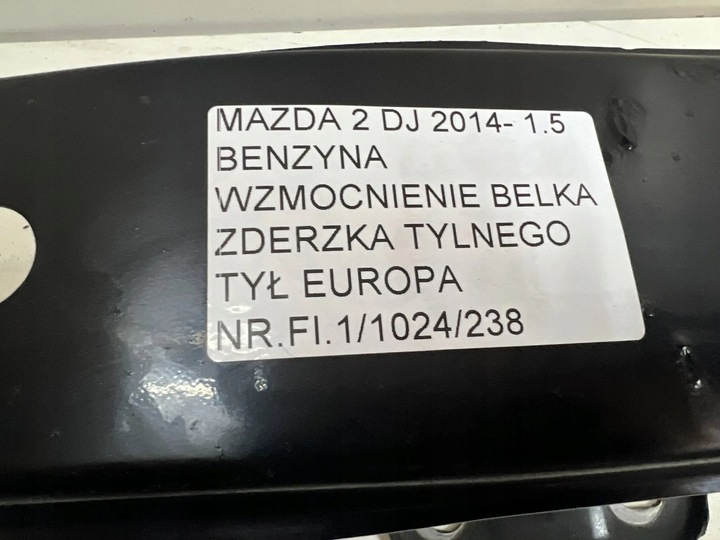 MAZDA 2 DJ 2014- 1.5
BENZYNA
WZMOCNIENIE BELKA
ZDERZKA TYLNEGO
TYŁ EUROPA
NR.FI.1/1024/238